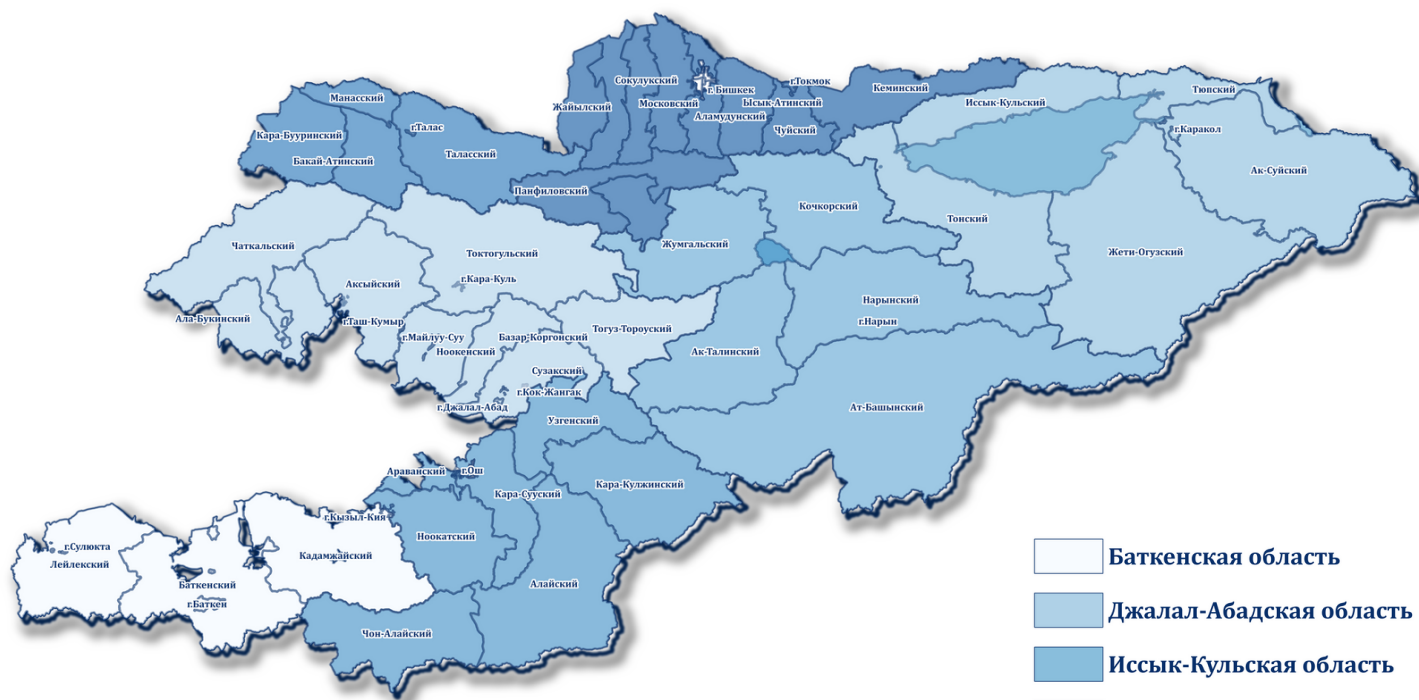 Сокулукский
г.Токмок
Кеминский
г. Бишкек
Тюпский
Манасский
Жайылский
Московский
Ысык-Атинский
Иссык-Кульский
Аламудунский
Кара-Бууринский
г.Талас
Чуйский
г.Каракол
Бакай-Атинский
Таласский
Ак-Суйский
Панфиловский
Кочкорский
Тонский
Чаткальский
Токтогульский
Жумгальский
Жети-Огузский
Аксыйский
г.Кара-Куль
Нарынский
Ала-Букинский
г.Таш-Кумыр
г.Нарын
г.Майлуу-Суу
Базар-Коргонский
Тогуз-Тороуский
Ноокенский
Ак-Талинский
Сузакский
г.Кок-Жангак
г.Джалал-Абад
Ат-Башынский
Узгенский
Араванский
г.Ош
Кара-Кулжинский
Кара-Сууский
г.Кызыл-Кия
Ноокатский
г.Сулюкта
Лейлекский
Кадамжайский
Баткенский
г.Баткен
Алайский
Чон-Алайский
Баткенская область
Джалал-Абадская область
Иссык-Кульская область